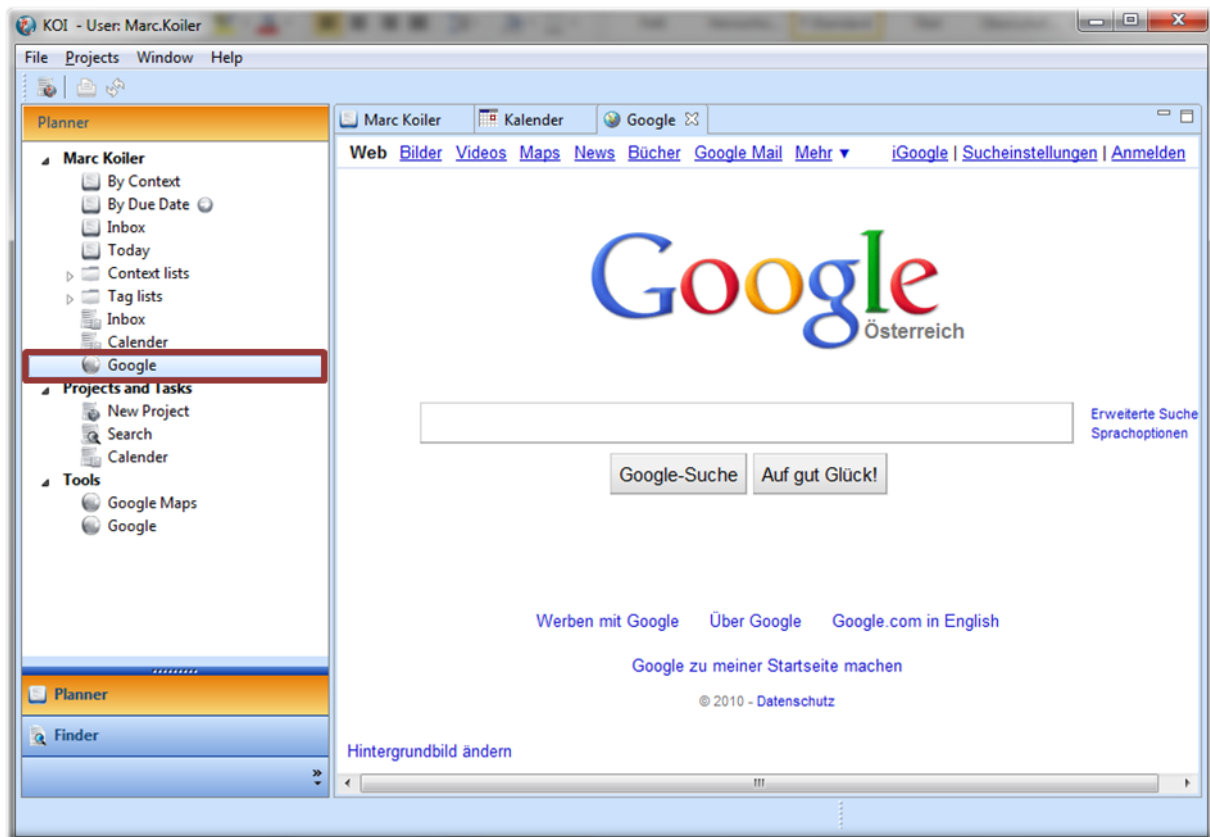 KOI - User: Marc.Koiler
File Projects Window Help
Planner
Marc Koiler
By Context
By Due Date
Inbox
Today
Context lists
Tag lists
Inbox
Calender
Google
Projects and Tasks
New Project
Search
Calender
Tools
Google Maps
Google
Planner
Finder
Marc Koiler Kalender Google
Web Bilder Videos Maps News Bücher Google Mail Mehr ▼ iGoogle | Sucheinstellungen | Anmelden
Google
Österreich
Erweiterte Suche
Sprachoptionen
Google-Suche Auf gut Glück!
Werben mit Google Über Google Google.com in English
Google zu meiner Startseite machen
© 2010 - Datenschutz
Hintergrundbild ändern